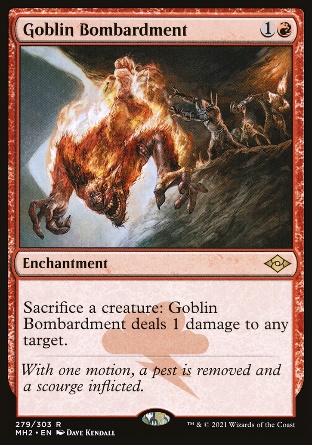 Goblin Bombardment 1
Enchantment
Sacrifice a creature: Goblin
Bombardment deals 1 damage to any
target.
With one motion, a pest is removed and
a scourge inflicted.
279/303 R
MH2 • EN Dave Kendall
™ & © 2021 Wizards of the Coast